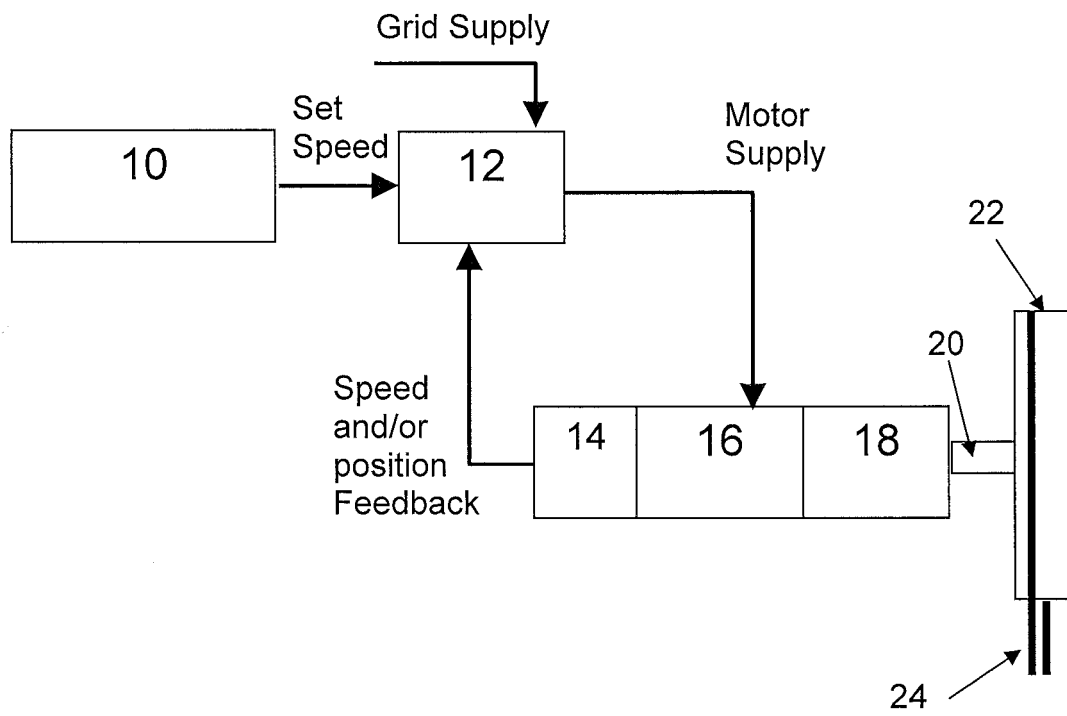 Grid Supply
Set
Speed
10
12
Motor
Supply
22
20
Speed
and/or
position
Feedback
14
16
18
24